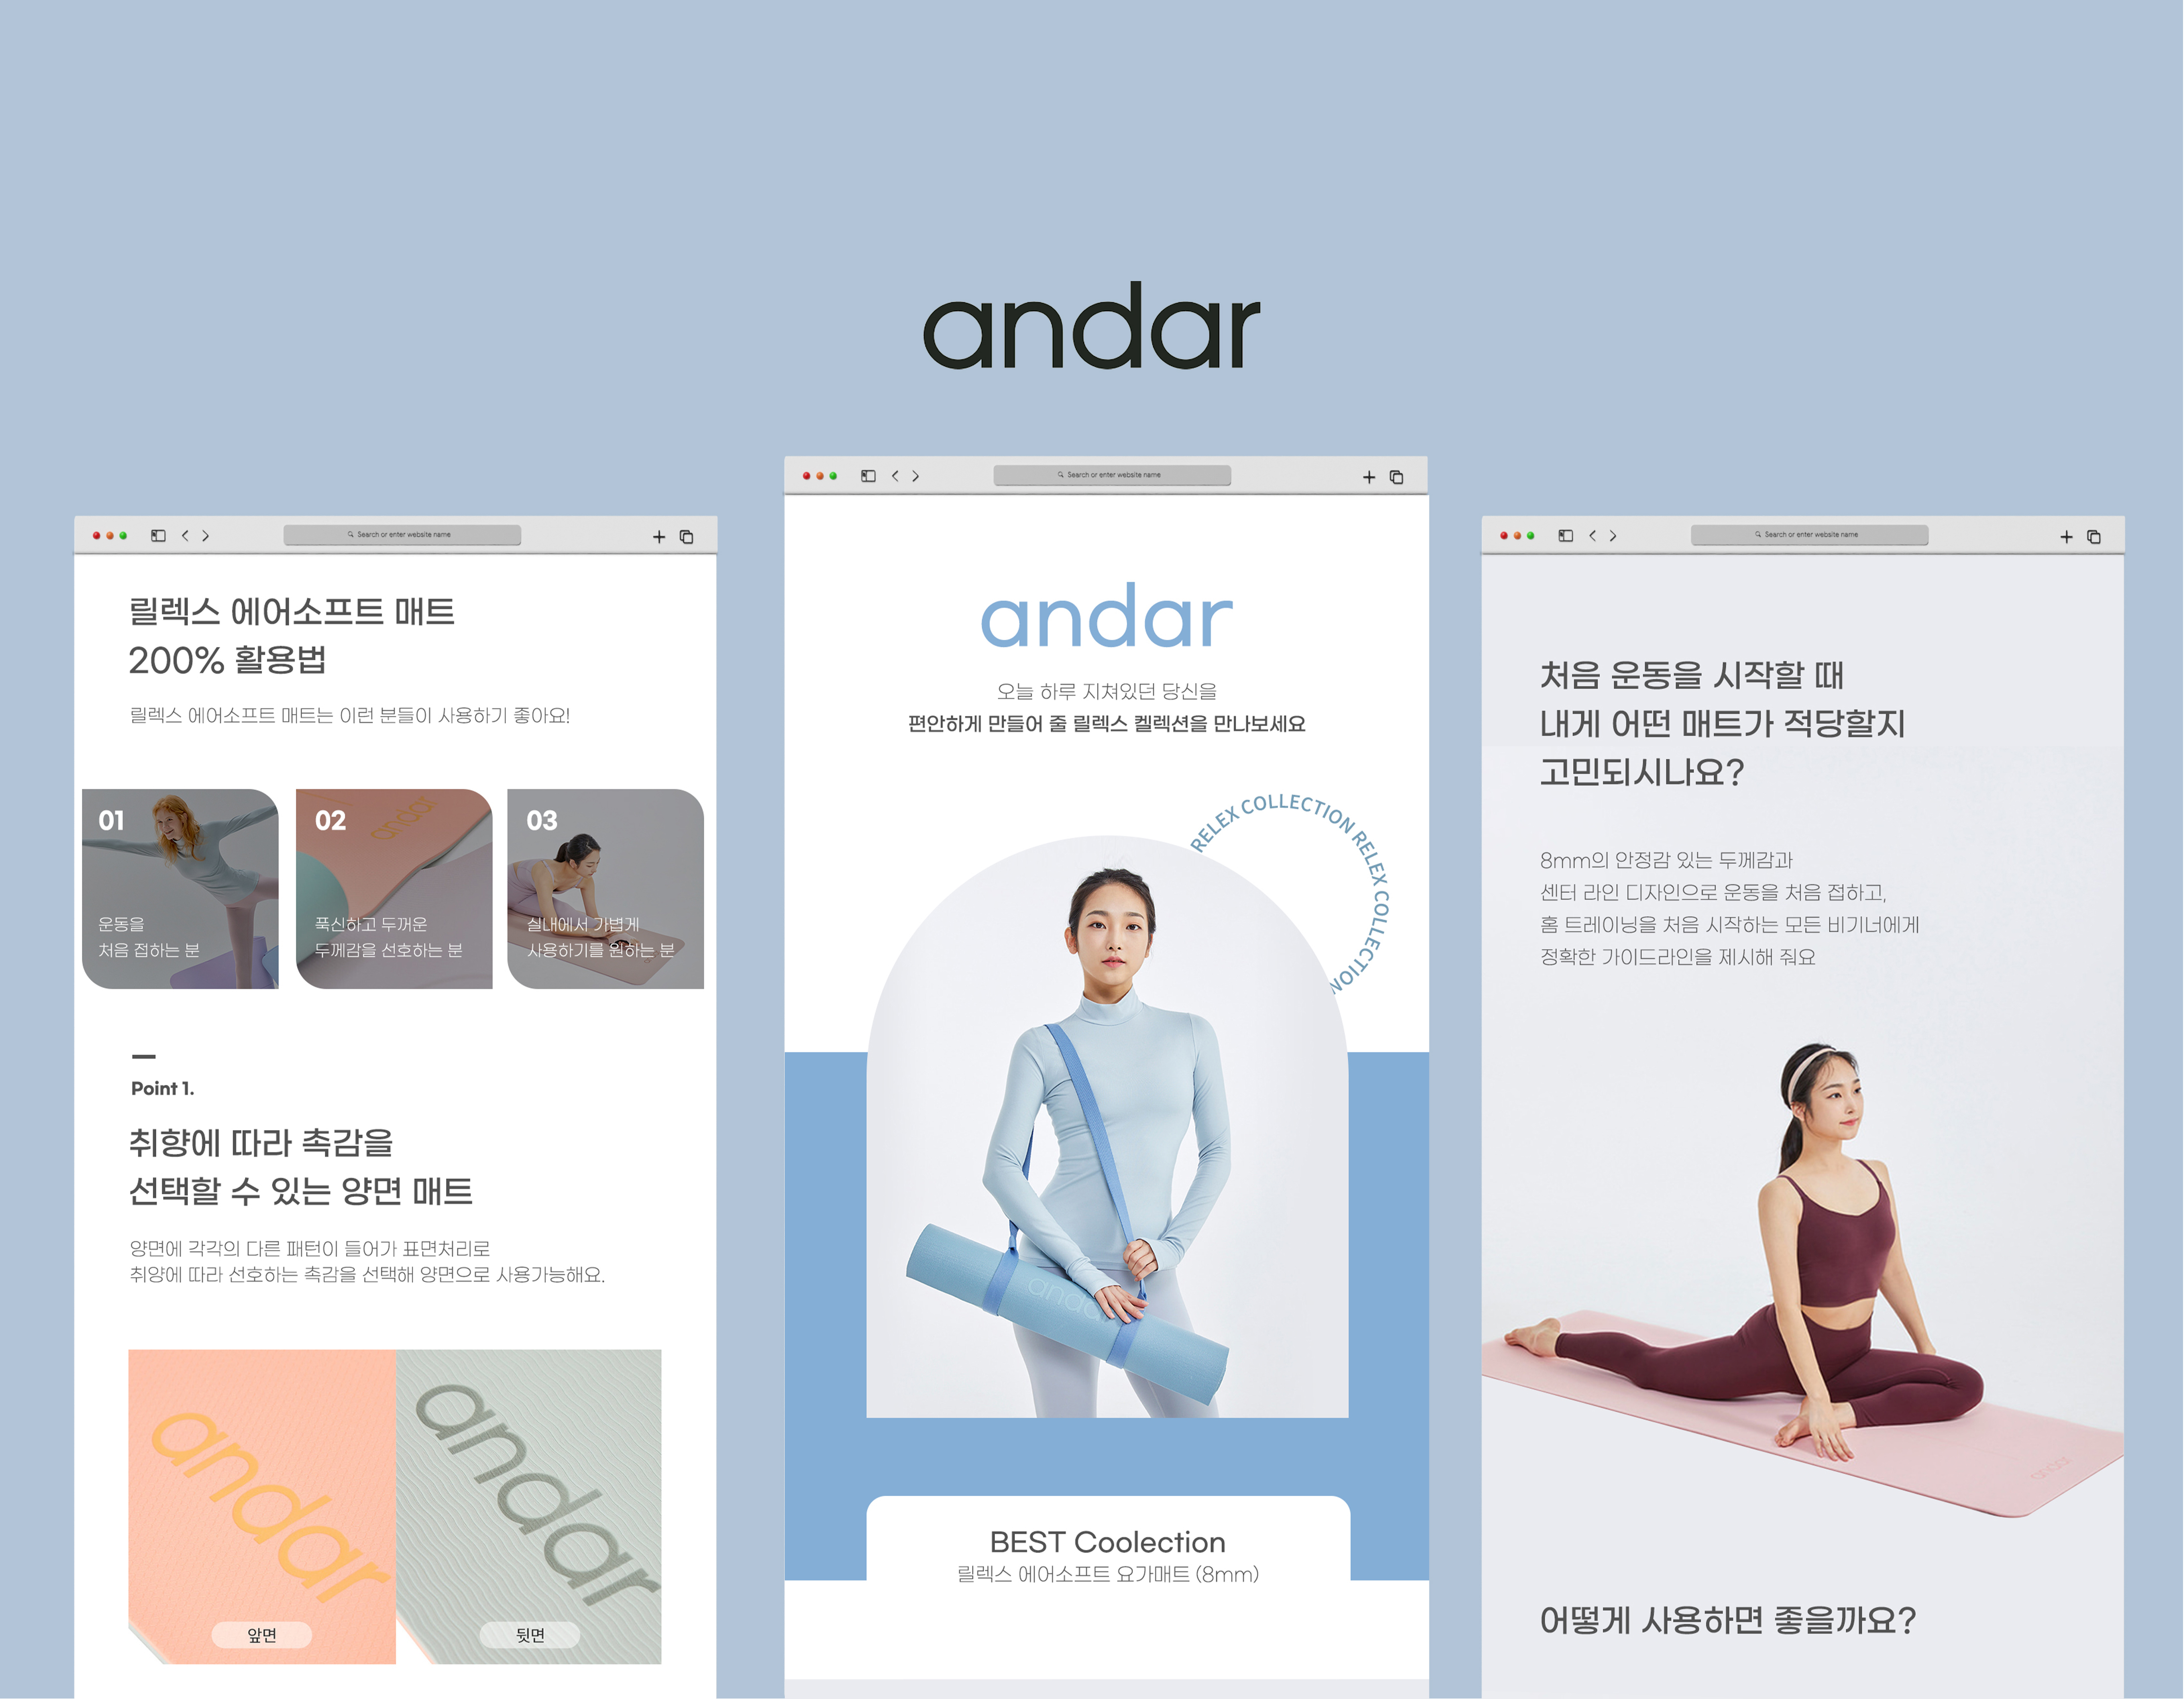 andar
Search or enter website name
릴렉스 에어소프트 매트
200% 활용법
릴렉스 에어소프트 매트는 이런 분들이 사용하기 좋아요!
01
운동을
처음 접하는 분
02
andar
푹신하고 두꺼운
두께감을 선호하는 분
03
실내에서 가볍게
사용하기를 원하는 분
Point 1.
취향에 따라 촉감을
선택할 수 있는 양면 매트
양면에 각각의 다른 패턴이 들어가 표면처리로
취양에 따라 선호하는 촉감을 선택해 양면으로 사용가능해요.
andar
앞면
andar
뒷면
Search or enter website name
andar
오늘 하루 지쳐있던 당신을
편안하게 만들어 줄 릴렉스 켈렉션을 만나보세요
RELEX COLLECTION RELEX COLLECTION
andar
BEST Coolection
릴렉스 에어소프트 요가매트 (8mm)
Search or enter website name
처음 운동을 시작할 때
내게 어떤 매트가 적당할지
고민되시나요?
8mm의 안정감 있는 두께감과
센터 라인 디자인으로 운동을 처음 접하고,
홈 트레이닝을 처음 시작하는 모든 비기너에게
정확한 가이드라인을 제시해 줘요
andar
어떻게 사용하면 좋을까요?